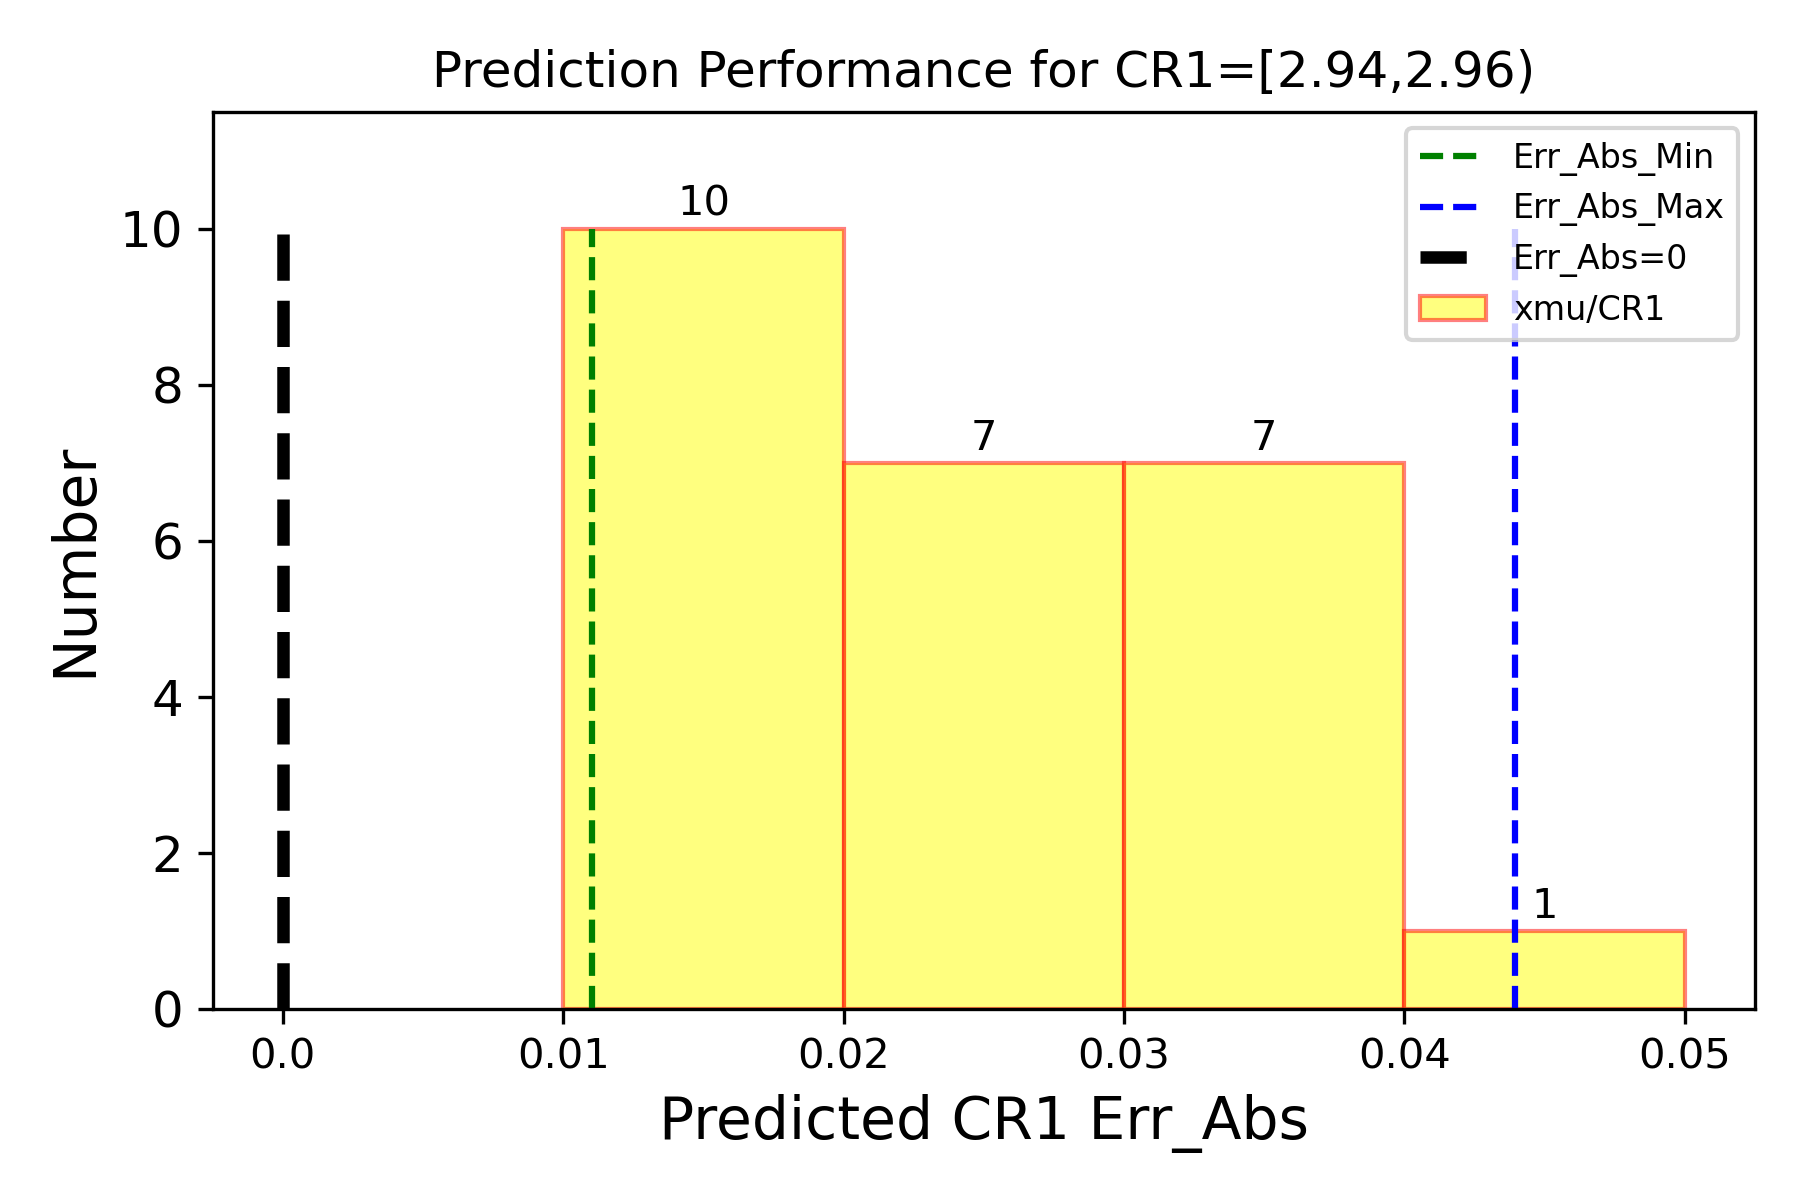 Prediction Performance for CR1=[2.94,2.96)
Err_Abs_Min
Err_Abs_Max
Err_Abs=0
xmu/CR1
10
7
7
1
10
8
6
4
2
0
Number
0.0
0.01
0.02
0.03
0.04
0.05
Predicted CR1 Err_Abs